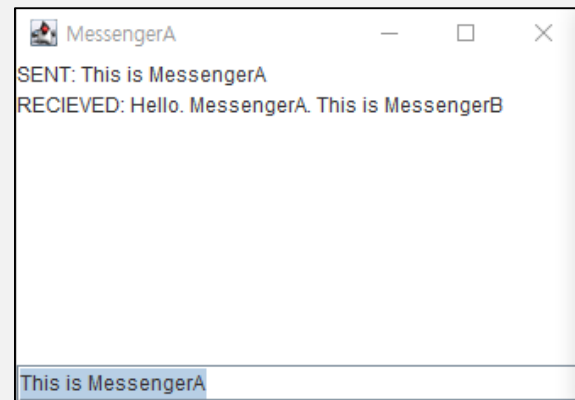 MessengerA
SENT: This is MessengerA
RECIEVED: Hello. MessengerA. This is MessengerB
This is MessengerA